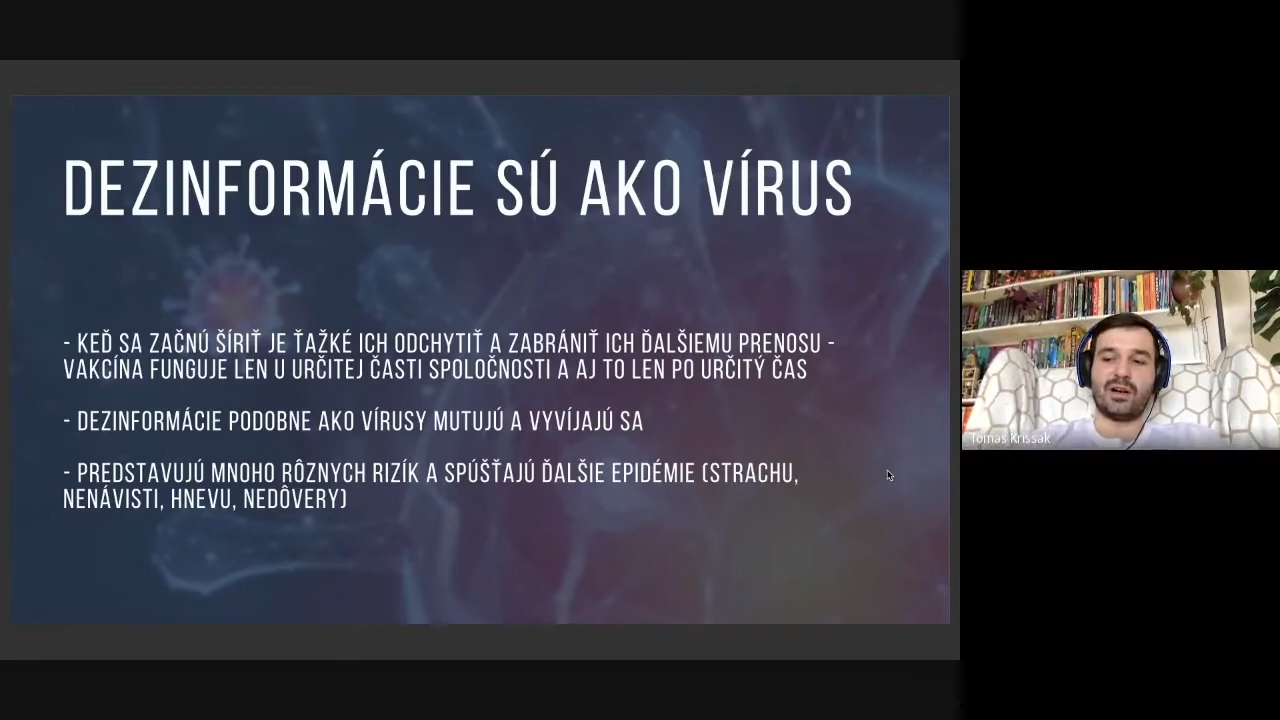 DEZINFORMÁCIE SÚ AKO VÍRUS
- KEĎ SA ZAČNÚ ŠÍRIŤ JE ŤAŽKÉ ICH ODCHYTIŤ A ZABRÁNIŤ ICH ĎALŠIEMU PRENOSU -
VAKCÍNA FUNGUJE LEN U URČITEJ ČASTI SPOLOČNOSTI A AJ TO LEN PO URČITÝ ČAS
- DEZINFORMÁCIE PODOBNE AKO VÍRUSY MUTUJÚ A VYVÍJAJÚ SA
- PREDSTAVUJÚ MNOHO RÔZNYCH RIZÍK A SPÚŠŤAJÚ ĎALŠIE EPIDÉMIE (STRACHU,
NENÁVISTI, HNEVU, NEDÔVERY)
Tomas Krissak